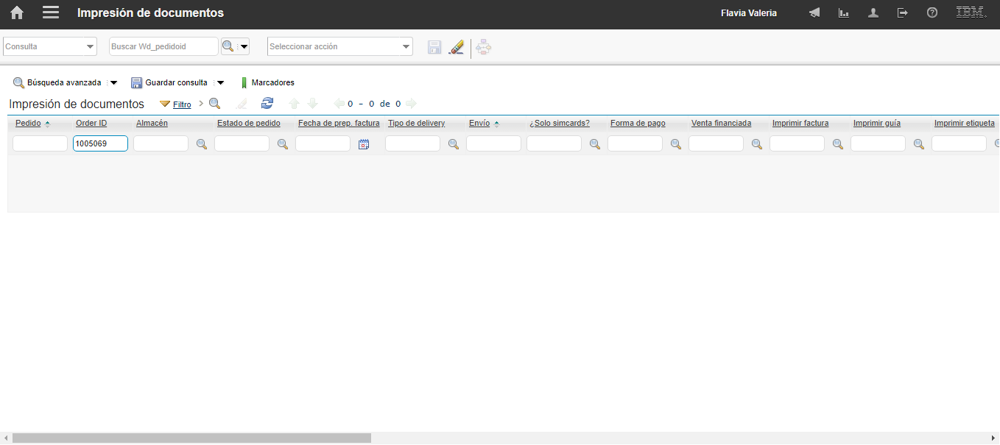 Impresión de documentos
Flavia Valeria
IBM.
Consulta
Buscar Wd_pedidoid
Seleccionar acción
Búsqueda avanzada
Guardar consulta
Marcadores
Impresión de documentos
Filtro
0 - 0 de 0
Pedido Order ID Almacén Estado de pedido Fecha de prep. factura Tipo de delivery Envío ¿Solo simcards? Forma de pago Venta financiada Imprimir factura Imprimir guía Imprimir etiqueta
1005069